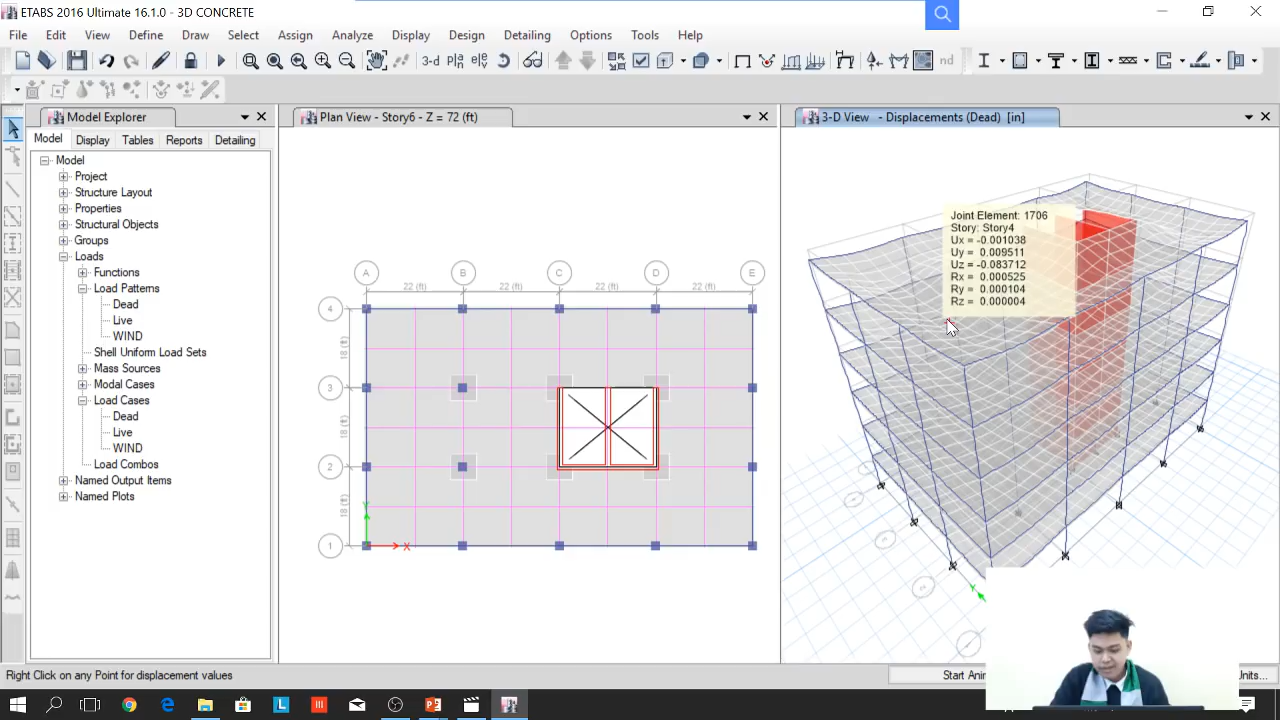 ETABS 2016 Ultimate 16.1.0 - 3D CONCRETE
File Edit View Define Draw Select Assign Analyze Display Design Detailing Options Tools Help
3-d
nd
Model Explorer
Model Display Tables Reports Detailing
Model
Project
Structure Layout
Properties
Structural Objects
Groups
Loads
Functions
Load Patterns
Dead
Live
WIND
Shell Uniform Load Sets
Mass Sources
Modal Cases
Load Cases
Dead
Live
WIND
Load Combos
Named Output Items
Named Plots
Plan View - Story6 - Z = 72 (ft)
A B C D E
22 (ft) 22 (ft) 22 (ft) 22 (ft)
4
18 (ft)
3
18 (ft)
2
18 (ft)
1
Y
X
3-D View - Displacements (Dead) [in]
Joint Element: 1706
Story: Story4
Ux = -0.001038
Uy = 0.009511
Uz = -0.083712
Rx = 0.000525
Ry = 0.000104
Rz = 0.000004
Y
Right Click on any Point for displacement values
Start Ani
Units...